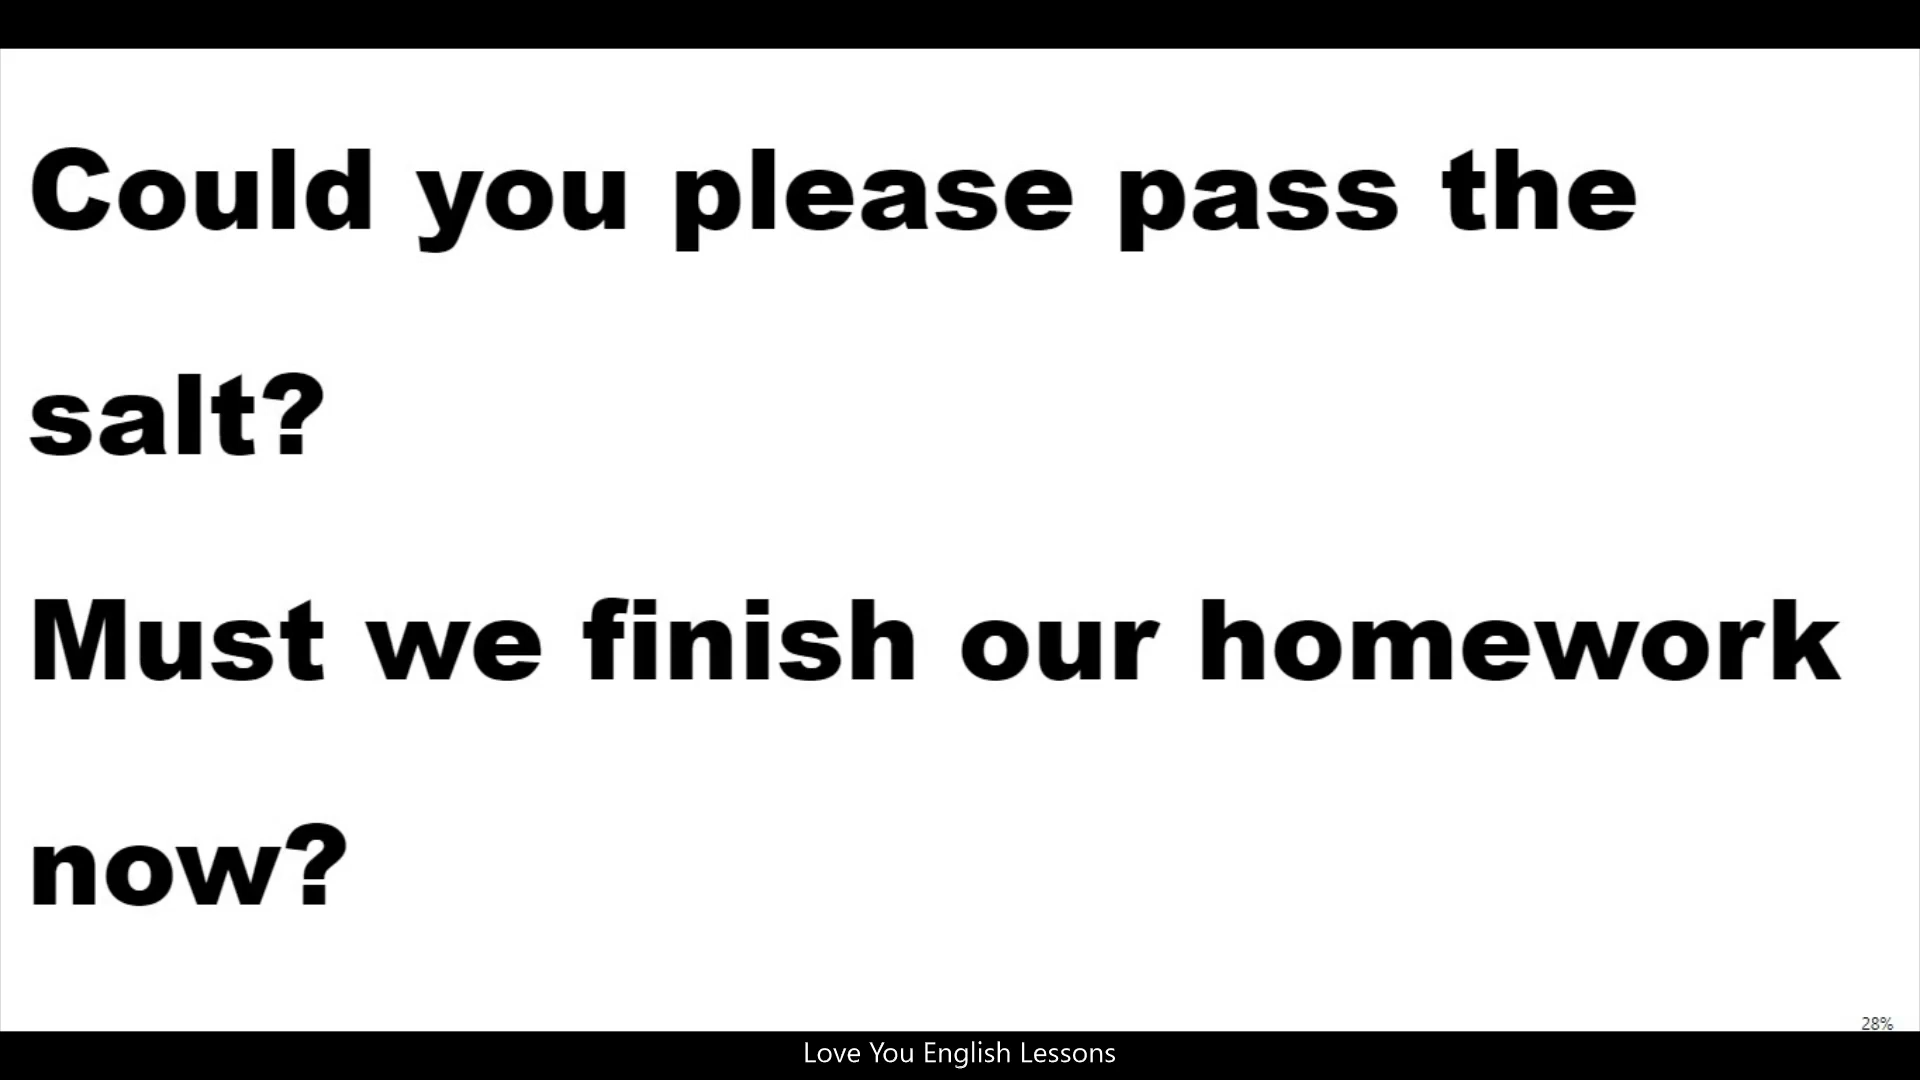 Could you please pass the
salt?
Must we finish our homework
now?
28%
Love You English Lessons